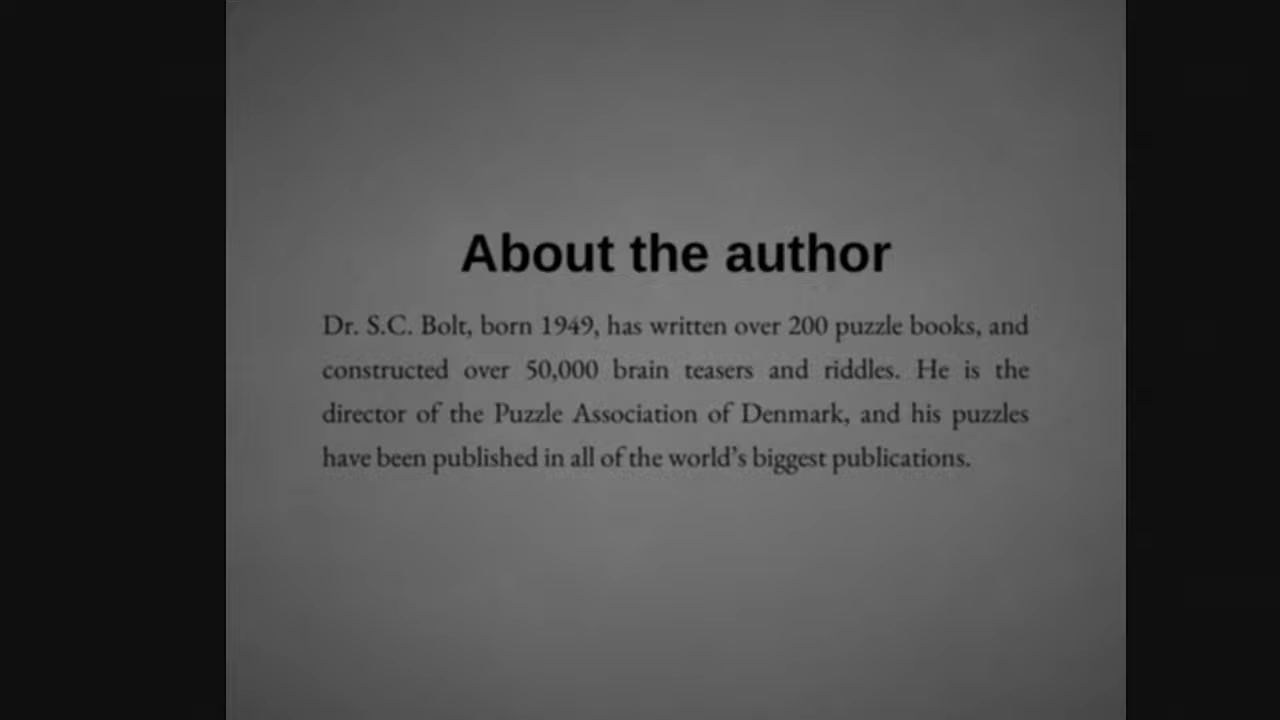 About the author
Dr. S.C. Bolt, born 1949, has written over 200 puzzle books, and
constructed over 50,000 brain teasers and riddles. He is the
director of the Puzzle Association of Denmark, and his puzzles
have been published in all of the world’s biggest publications.